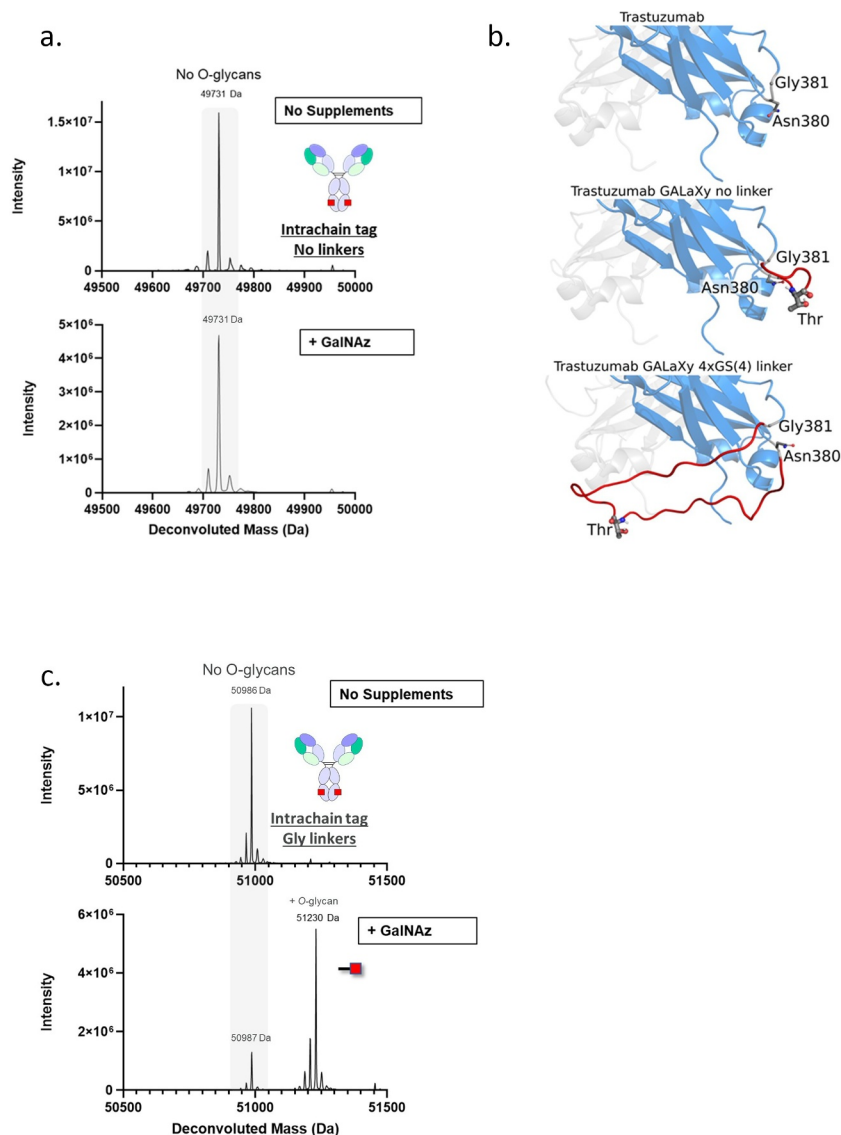 a.
No O-glycans
49731 Da
No Supplements
1.5×10⁷
1.0×10⁷
5×10⁶
0
Intensity
Intrachain tag
No linkers
49500 49600 49700 49800 49900 50000
49731 Da
+ GalNAz
5×10⁶
4×10⁶
3×10⁶
2×10⁶
1×10⁶
0
Intensity
49500 49600 49700 49800 49900 50000
Deconvoluted Mass (Da)
b.
Trastuzumab
Gly381
Asn380
Trastuzumab GALaXy no linker
Gly381
Asn380
Thr
Trastuzumab GALaXy 4xGS(4) linker
Gly381
Asn380
Thr
c.
No O-glycans
50986 Da
No Supplements
1×10⁷
5×10⁶
0
Intensity
Intrachain tag
Gly linkers
50500 51000 51500
+ O-glycan
51230 Da
+ GalNAz
6×10⁶
4×10⁶
2×10⁶
0
Intensity
50987 Da
50500 51000 51500
Deconvoluted Mass (Da)